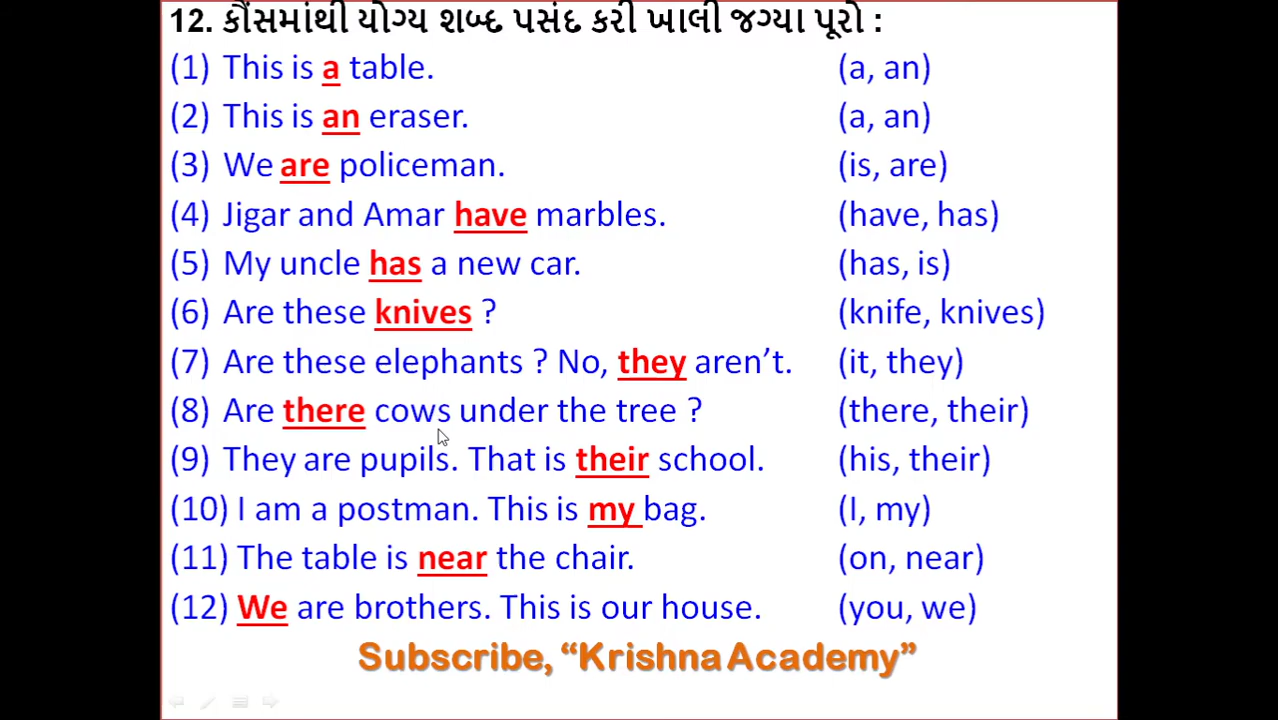 12. કૌંસમાંથી યોગ્ય શબ્દ પસંદ કરી ખાલી જગ્યા પૂરો :
(1) This is a table. (a, an)
(2) This is an eraser. (a, an)
(3) We are policeman. (is, are)
(4) Jigar and Amar have marbles. (have, has)
(5) My uncle has a new car. (has, is)
(6) Are these knives ? (knife, knives)
(7) Are these elephants ? No, they aren’t. (it, they)
(8) Are there cows under the tree ? (there, their)
(9) They are pupils. That is their school. (his, their)
(10) I am a postman. This is my bag. (I, my)
(11) The table is near the chair. (on, near)
(12) We are brothers. This is our house. (you, we)
Subscribe, “Krishna Academy”